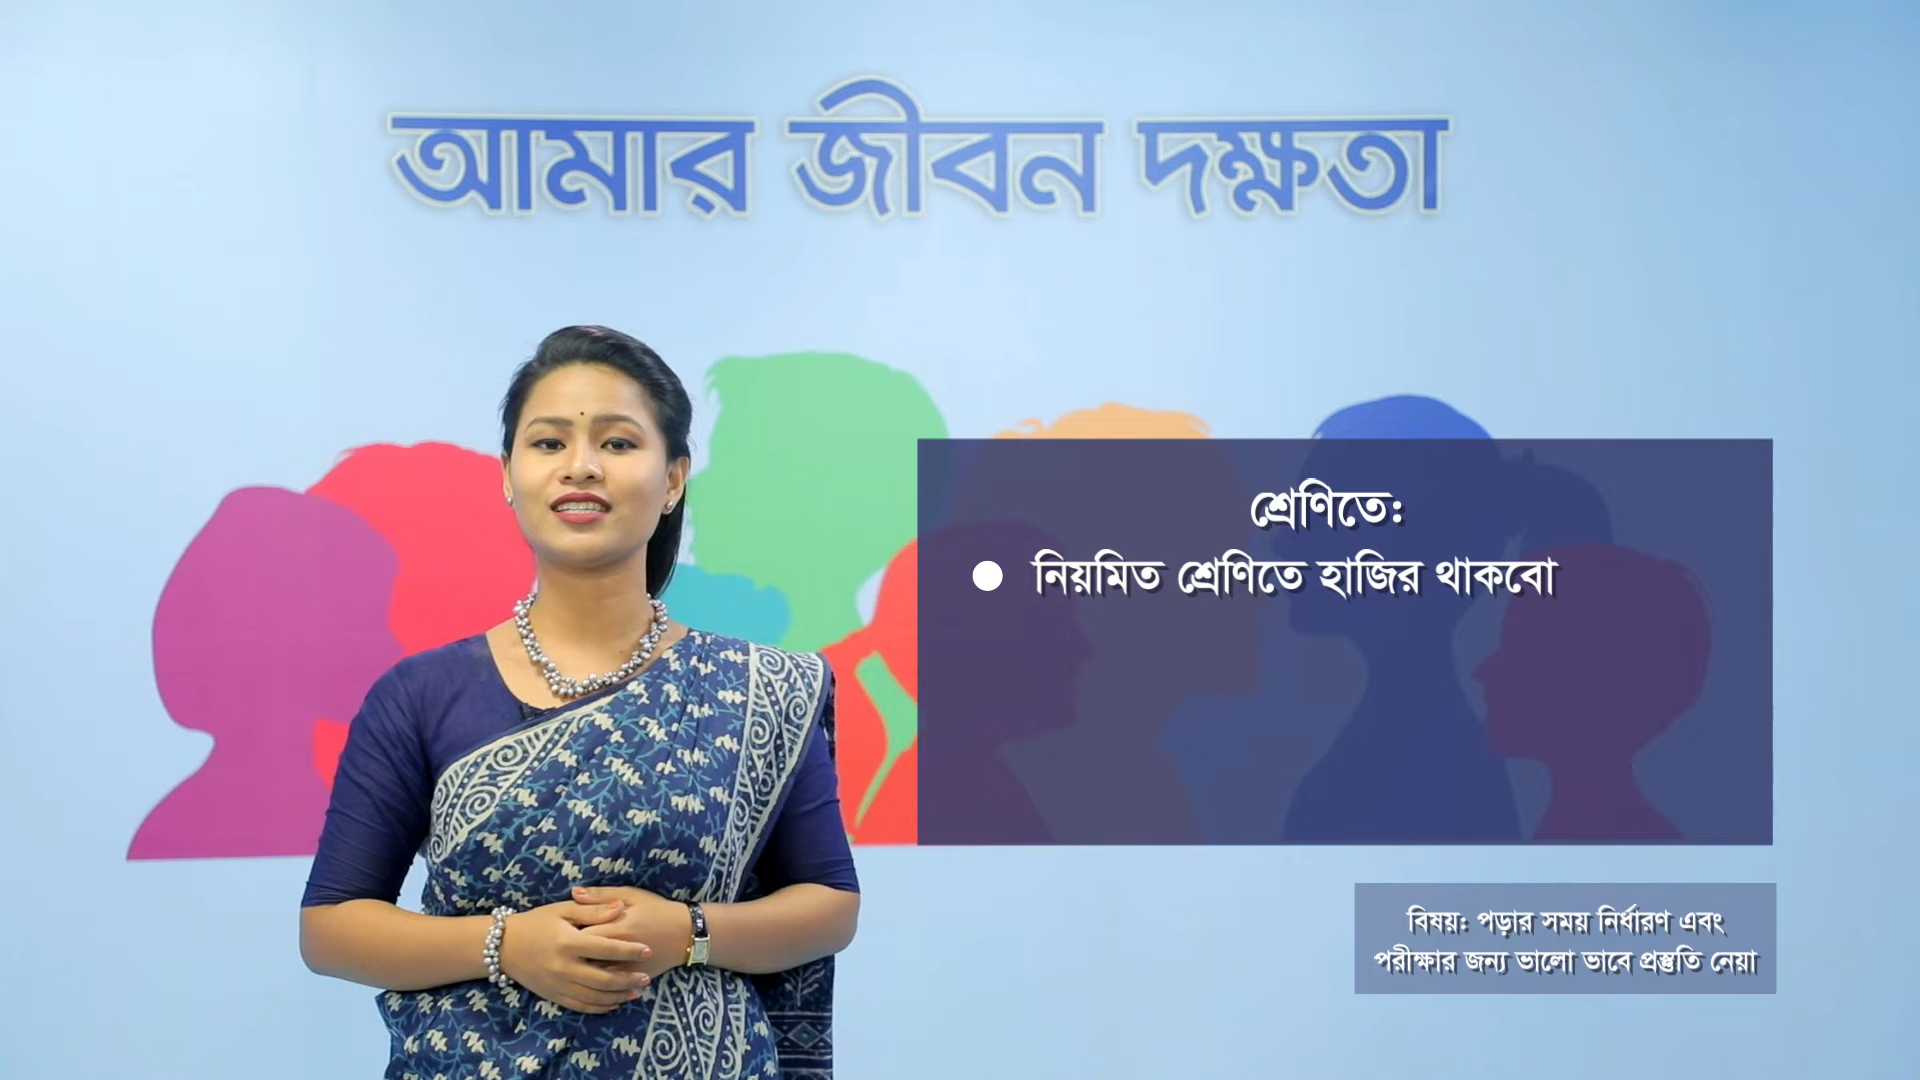 আমার জীবন দক্ষতা
শ্রেণিতে:
● নিয়মিত শ্রেণিতে হাজির থাকবো
বিষয়: পড়ার সময় নির্ধারণ এবং
পরীক্ষার জন্য ভালো ভাবে প্রস্তুতি নেয়া